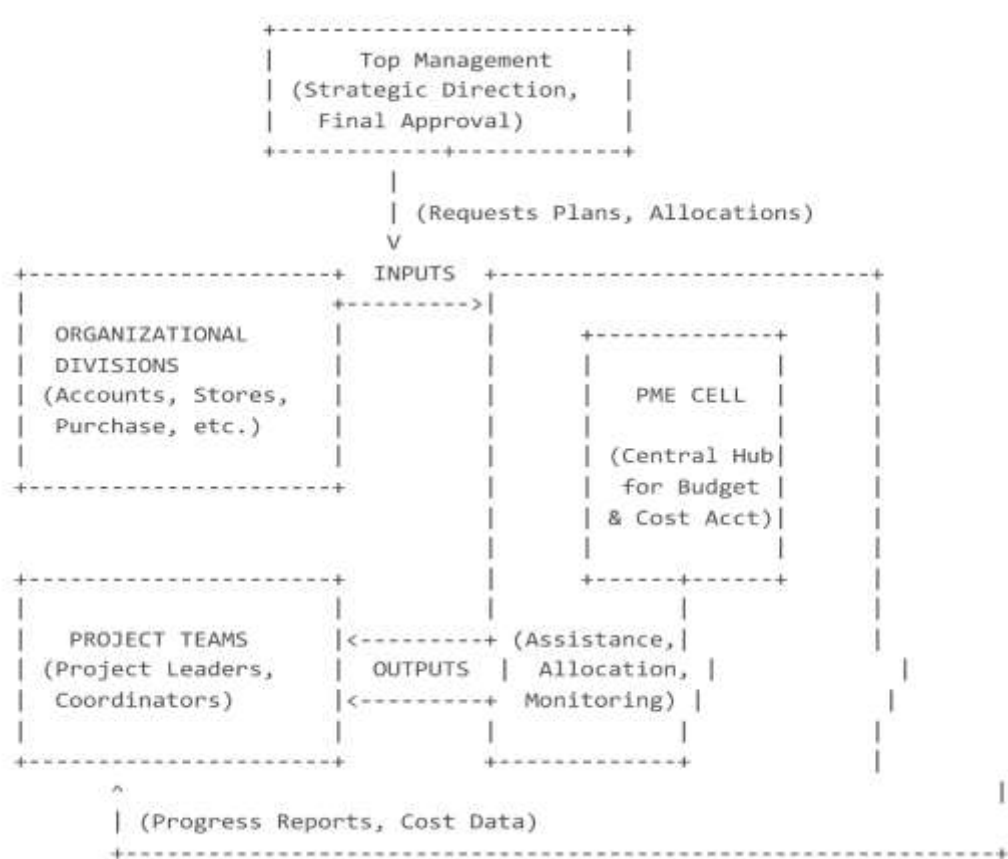 Top Management
(Strategic Direction,
Final Approval)
(Requests Plans, Allocations)
INPUTS
ORGANIZATIONAL
DIVISIONS
(Accounts, Stores,
Purchase, etc.)
PME CELL
(Central Hub
for Budget
& Cost Acct)
PROJECT TEAMS
(Project Leaders,
Coordinators)
OUTPUTS
(Assistance,
Allocation,
Monitoring)
(Progress Reports, Cost Data)